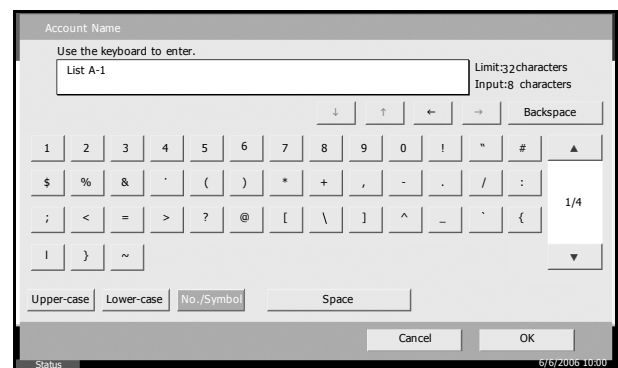 Account Name
Use the keyboard to enter.
List A-1
Limit:32characters
Input:8 characters
↓ ↑ ← → Backspace
1 2 3 4 5 6 7 8 9 0 ! " # ▲
$ % & ' ( ) * + , - . / :
1/4
; < = > ? @ [ \ ] ^ _ ` {
| } ~ ▼
Upper-case Lower-case No./Symbol Space
Cancel OK
Status 6/6/2006 10:00